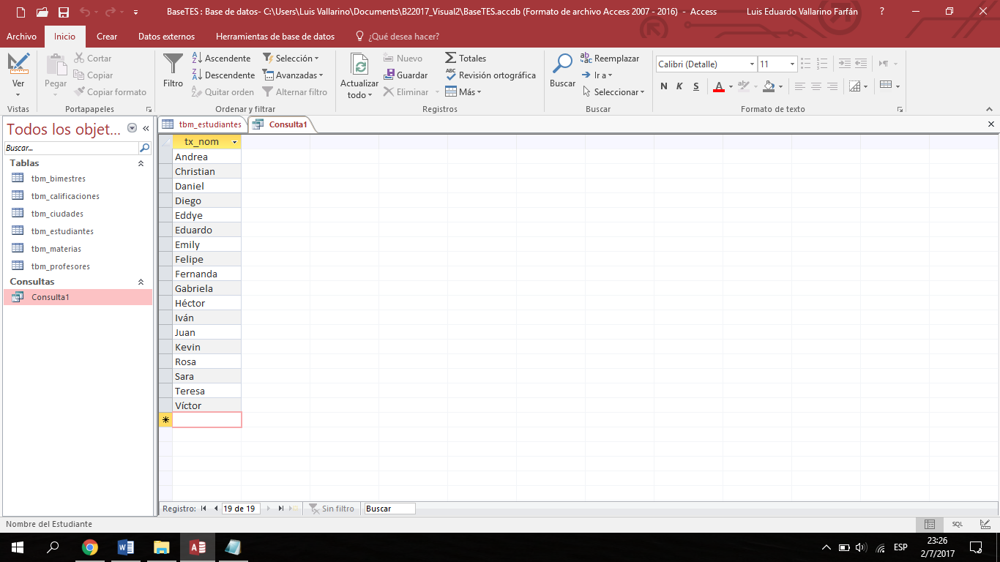 BaseTES : Base de datos- C:\Users\Luis Vallarino\Documents\B22017_Visual2\BaseTES.accdb (Formato de archivo Access 2007 - 2016) - Access Luis Eduardo Vallarino Farfán ?
Archivo Inicio Crear Datos externos Herramientas de base de datos ¿Qué desea hacer?
Ver
Vistas
Pegar
Cortar
Copiar
Copiar formato
Portapapeles
Filtro
Ascendente
Descendente
Quitar orden
Selección
Avanzadas
Alternar filtro
Ordenar y filtrar
Actualizar
todo
Nuevo
Guardar
Eliminar
Totales
Revisión ortográfica
Más
Registros
Buscar
Reemplazar
Ir a
Seleccionar
Buscar
Calibri (Detalle) 11
N K S A
Formato de texto
Todos los objet...
Buscar...
Tablas
tbm_bimestres
tbm_calificaciones
tbm_ciudades
tbm_estudiantes
tbm_materias
tbm_profesores
Consultas
Consulta1
tbm_estudiantes Consulta1
tx_nom
Andrea
Christian
Daniel
Diego
Eddye
Eduardo
Emily
Felipe
Fernanda
Gabriela
Héctor
Iván
Juan
Kevin
Rosa
Sara
Teresa
Víctor
Registro: 19 de 19 Sin filtro Buscar
Nombre del Estudiante SQL
ESP
23:26
2/7/2017